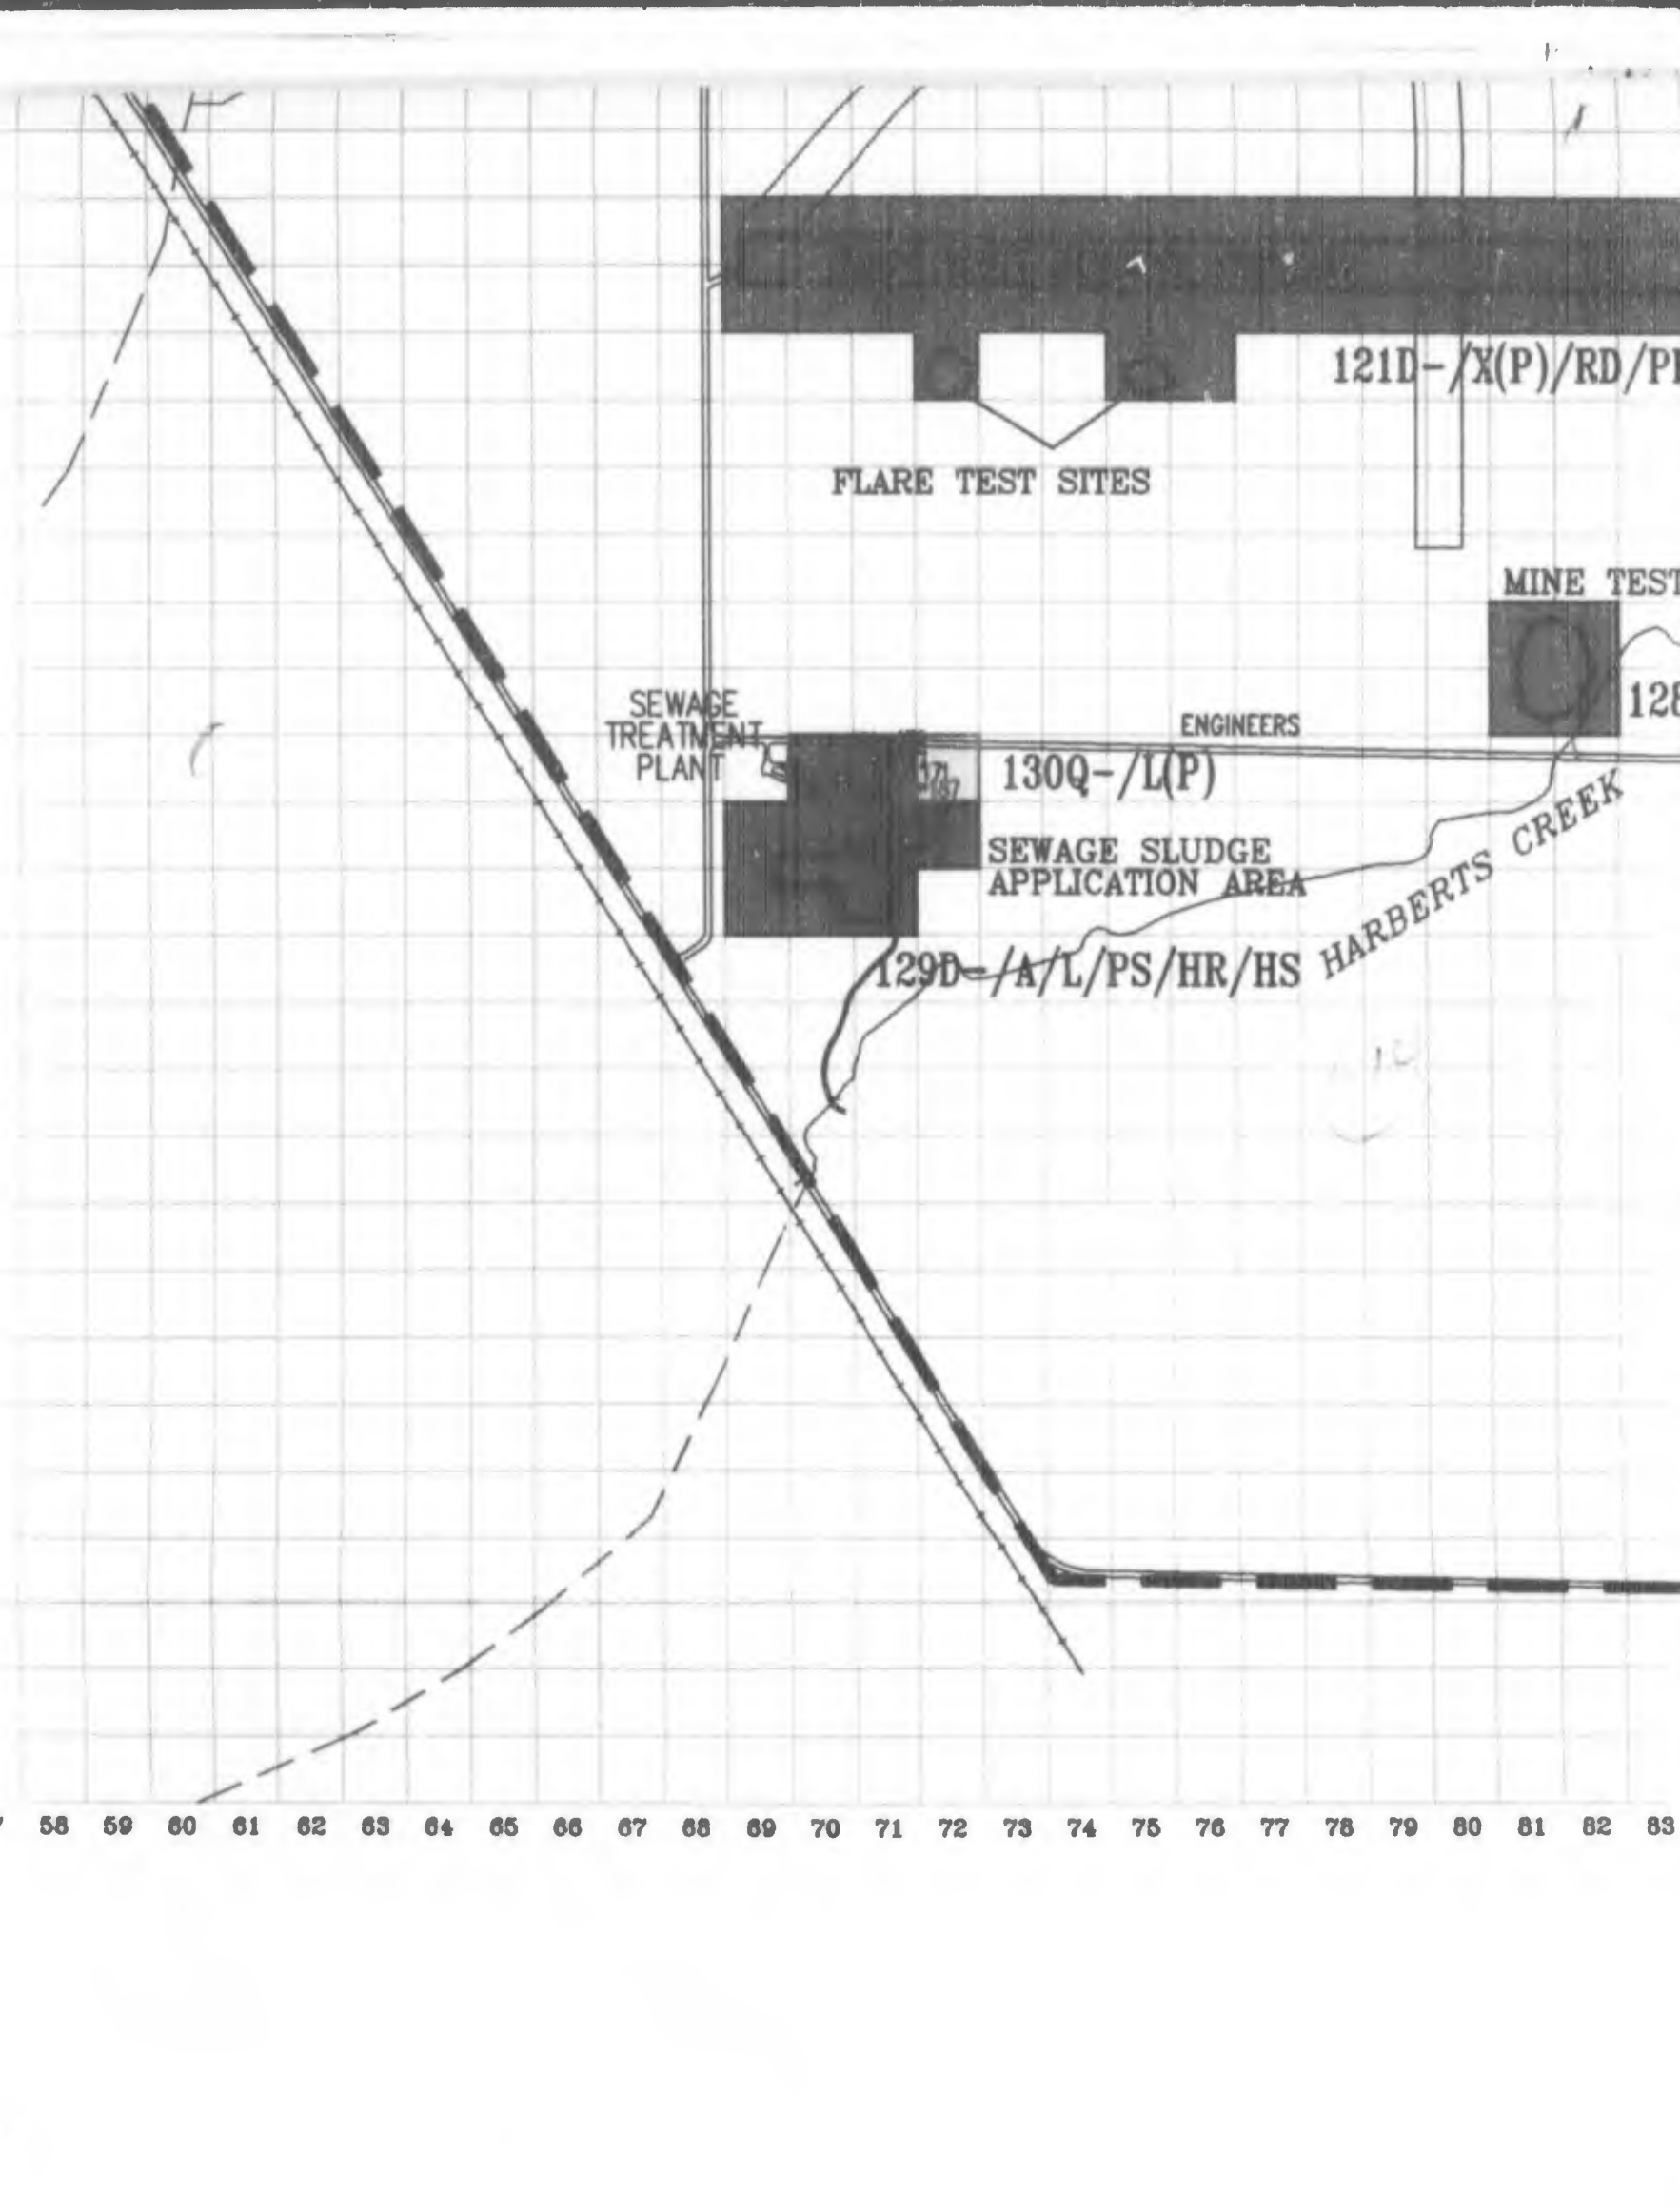 121D-/X(P)/RD/P
FLARE TEST SITES
MINE TEST
128
SEWAGE
TREATMENT
PLANT
ENGINEERS
171
187
130Q-/L(P)
SEWAGE SLUDGE
APPLICATION AREA
HARBERTS CREEK
129D-/A/L/PS/HR/HS
58 59 60 61 62 63 64 65 66 67 68 69 70 71 72 73 74 75 76 77 78 79 80 81 82 83